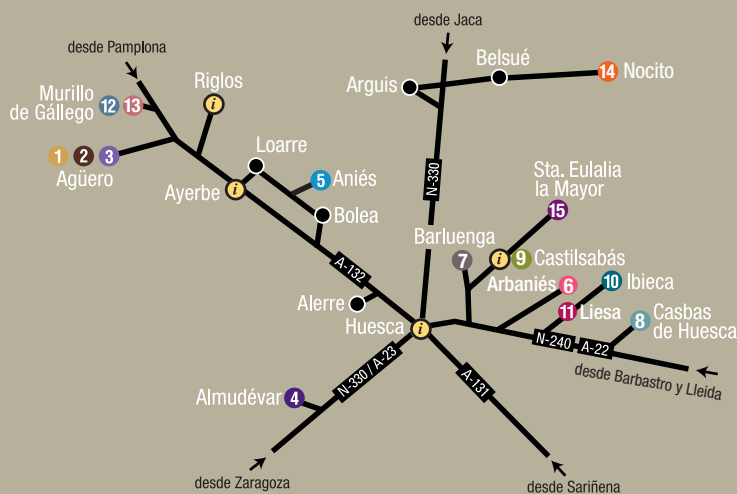 desde Jaca
desde Pamplona
Belsué
Riglos
i
Arguis
14 Nocito
Murillo
de Gállego 12 13
Loarre
1 2 3
Agüero
5 Aniés
N-330
Sta. Eulalia
la Mayor
15
Ayerbe i
Bolea
Barluenga
7
i 9 Castilsabás
A-132
Arbaniés
6
10 Ibieca
Alerre
11 Liesa
Huesca i
8 Casbas
de Huesca
N-240
A-22
desde Barbastro y Lleida
N-330 / A-23
A-131
Almudévar 4
desde Zaragoza
desde Sariñena